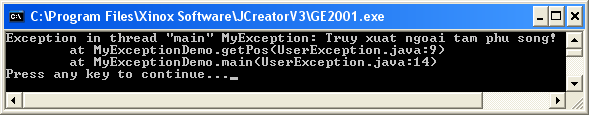 C:\Program Files\Xinox Software\JCreatorV3\GE2001.exe
Exception in thread "main" MyException: Truy xuat ngoai tam phu song!
at MyExceptionDemo.getPos(UserException.java:9)
at MyExceptionDemo.main(UserException.java:14)
Press any key to continue..._